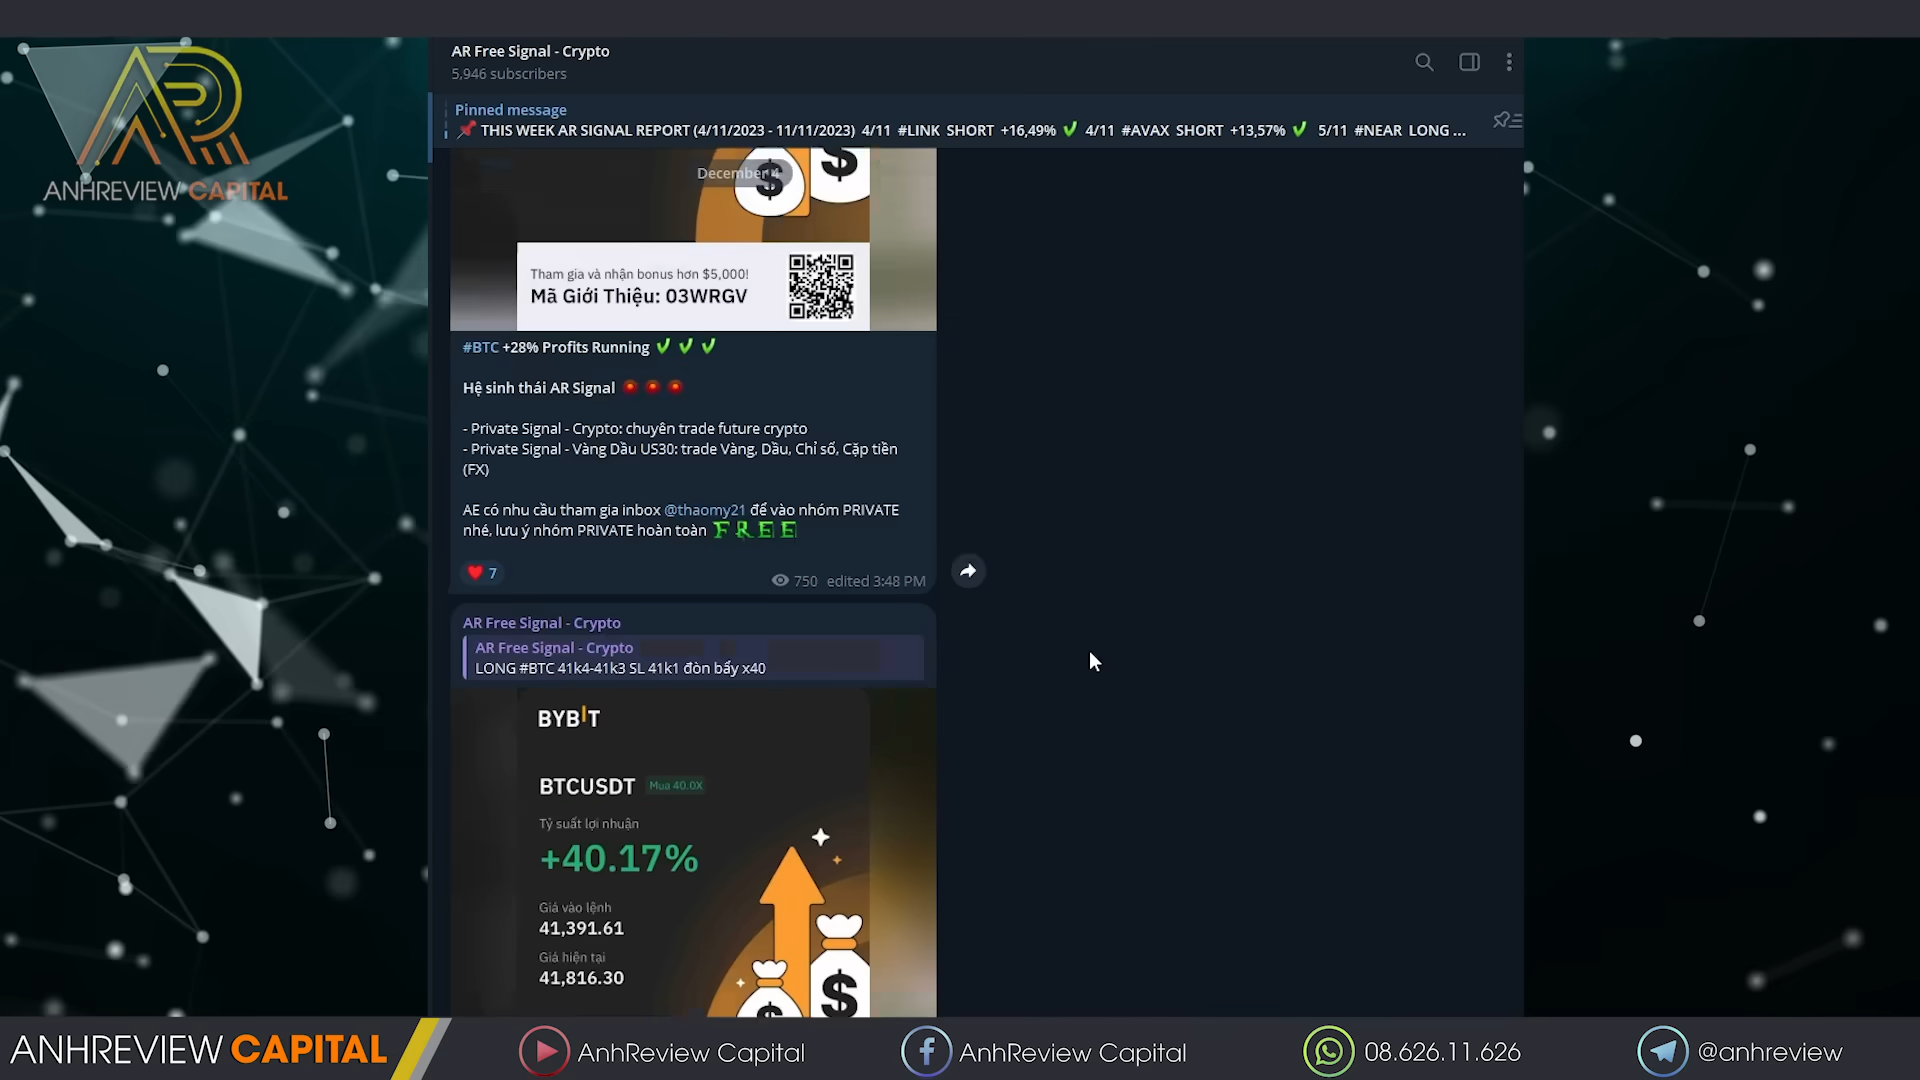 AR
ANHREVIEW CAPITAL
AR Free Signal - Crypto
5,946 subscribers
Pinned message
THIS WEEK AR SIGNAL REPORT (4/11/2023 - 11/11/2023) 4/11 #LINK SHORT +16,49% 4/11 #AVAX SHORT +13,57% 5/11 #NEAR LONG ...
December 4
Tham gia và nhận bonus hơn $5,000!
Mã Giới Thiệu: 03WRGV
#BTC +28% Profits Running
Hệ sinh thái AR Signal
- Private Signal - Crypto: chuyên trade future crypto
- Private Signal - Vàng Dầu US30: trade Vàng, Dầu, Chỉ số, Cặp tiền
(FX)
AE có nhu cầu tham gia inbox @thaomy21 để vào nhóm PRIVATE
nhé, lưu ý nhóm PRIVATE hoàn toàn FREE
7
750 edited 3:48 PM
AR Free Signal - Crypto
AR Free Signal - Crypto
LONG #BTC 41k4-41k3 SL 41k1 đòn bẩy x40
BYBIT
BTCUSDT Mua 40.0X
Tỷ suất lợi nhuận
+40.17%
Giá vào lệnh
41,391.61
Giá hiện tại
41,816.30
ANHREVIEW CAPITAL
AnhReview Capital
AnhReview Capital
08.626.11.626
@anhreview